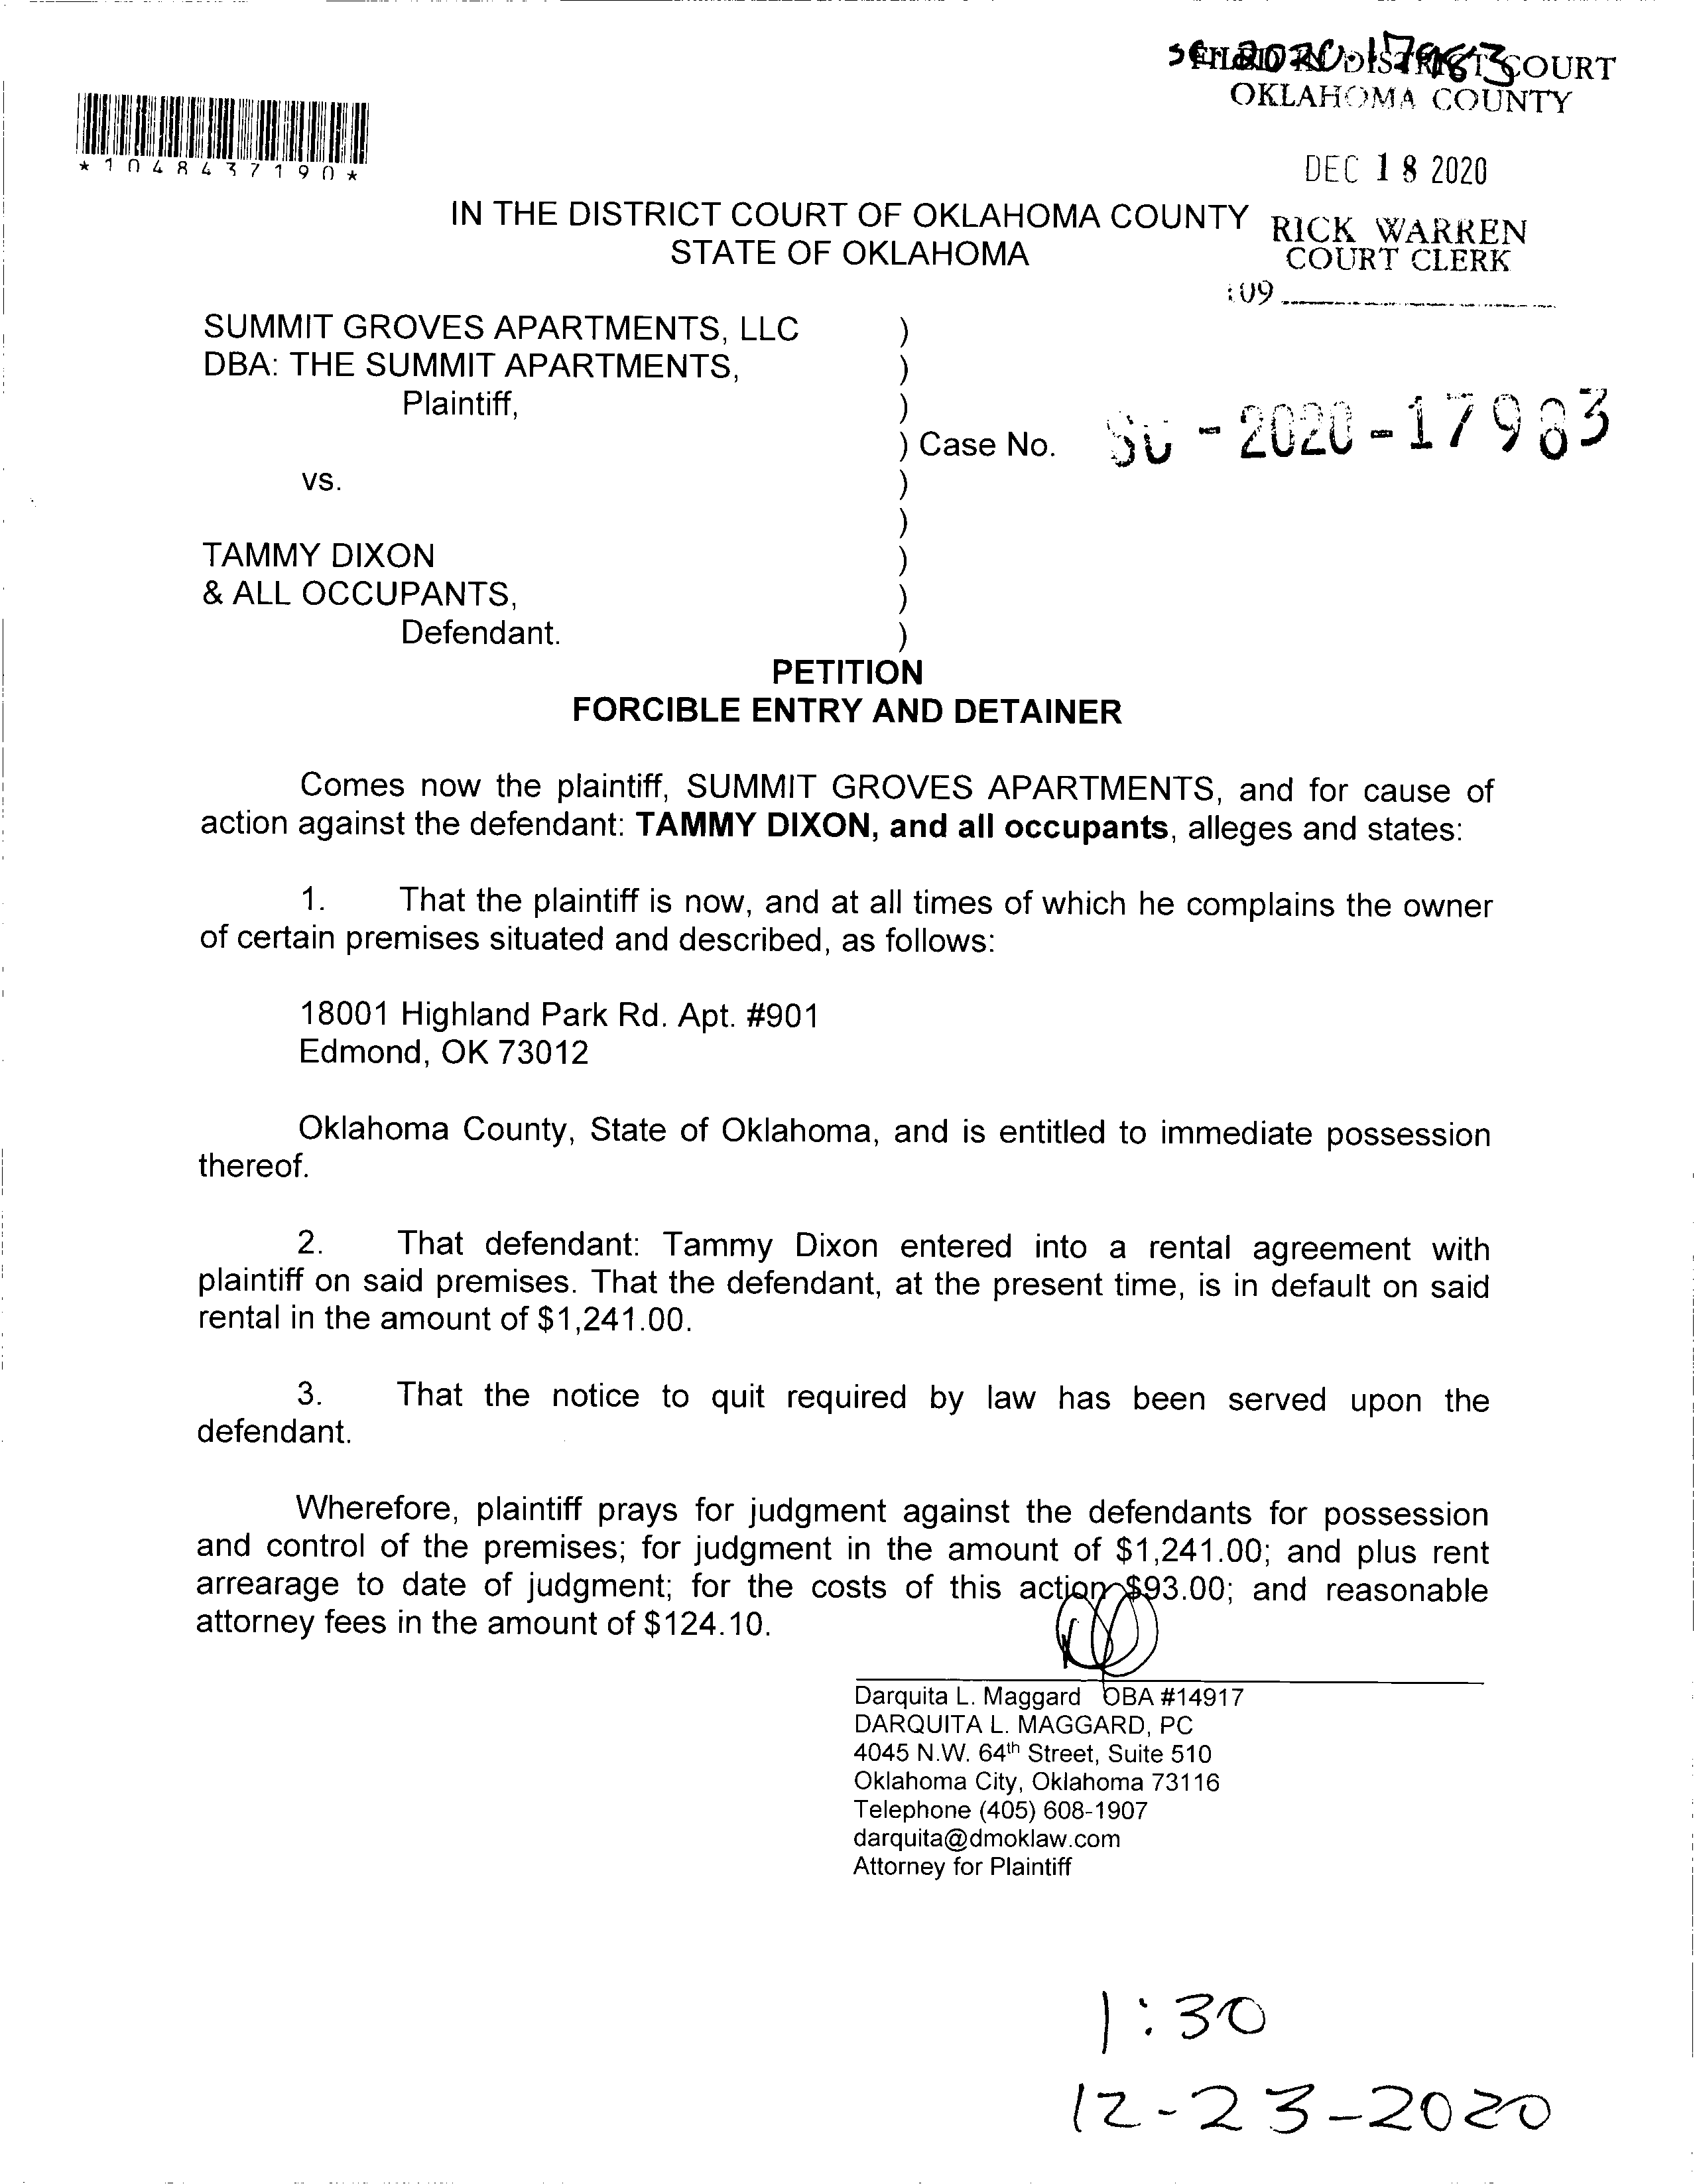 SC-2020-17983
FILED IN DISTRICT COURT
OKLAHOMA COUNTY
*1048437190*
DEC 18 2020
IN THE DISTRICT COURT OF OKLAHOMA COUNTY
STATE OF OKLAHOMA
RICK WARREN
COURT CLERK
:09
SUMMIT GROVES APARTMENTS, LLC )
DBA: THE SUMMIT APARTMENTS, )
Plaintiff, )
) Case No. SC-2020-17983
vs. )
)
TAMMY DIXON )
& ALL OCCUPANTS, )
Defendant. )
PETITION
FORCIBLE ENTRY AND DETAINER
Comes now the plaintiff, SUMMIT GROVES APARTMENTS, and for cause of
action against the defendant: TAMMY DIXON, and all occupants, alleges and states:
1. That the plaintiff is now, and at all times of which he complains the owner
of certain premises situated and described, as follows:
18001 Highland Park Rd. Apt. #901
Edmond, OK 73012
Oklahoma County, State of Oklahoma, and is entitled to immediate possession
thereof.
2. That defendant: Tammy Dixon entered into a rental agreement with
plaintiff on said premises. That the defendant, at the present time, is in default on said
rental in the amount of $1,241.00.
3. That the notice to quit required by law has been served upon the
defendant.
Wherefore, plaintiff prays for judgment against the defendants for possession
and control of the premises; for judgment in the amount of $1,241.00; and plus rent
arrearage to date of judgment; for the costs of this action $93.00; and reasonable
attorney fees in the amount of $124.10.
Darquita L. Maggard OBA #14917
DARQUITA L. MAGGARD, PC
4045 N.W. 64th Street, Suite 510
Oklahoma City, Oklahoma 73116
Telephone (405) 608-1907
darquita@dmoklaw.com
Attorney for Plaintiff
1:30
12-23-2020